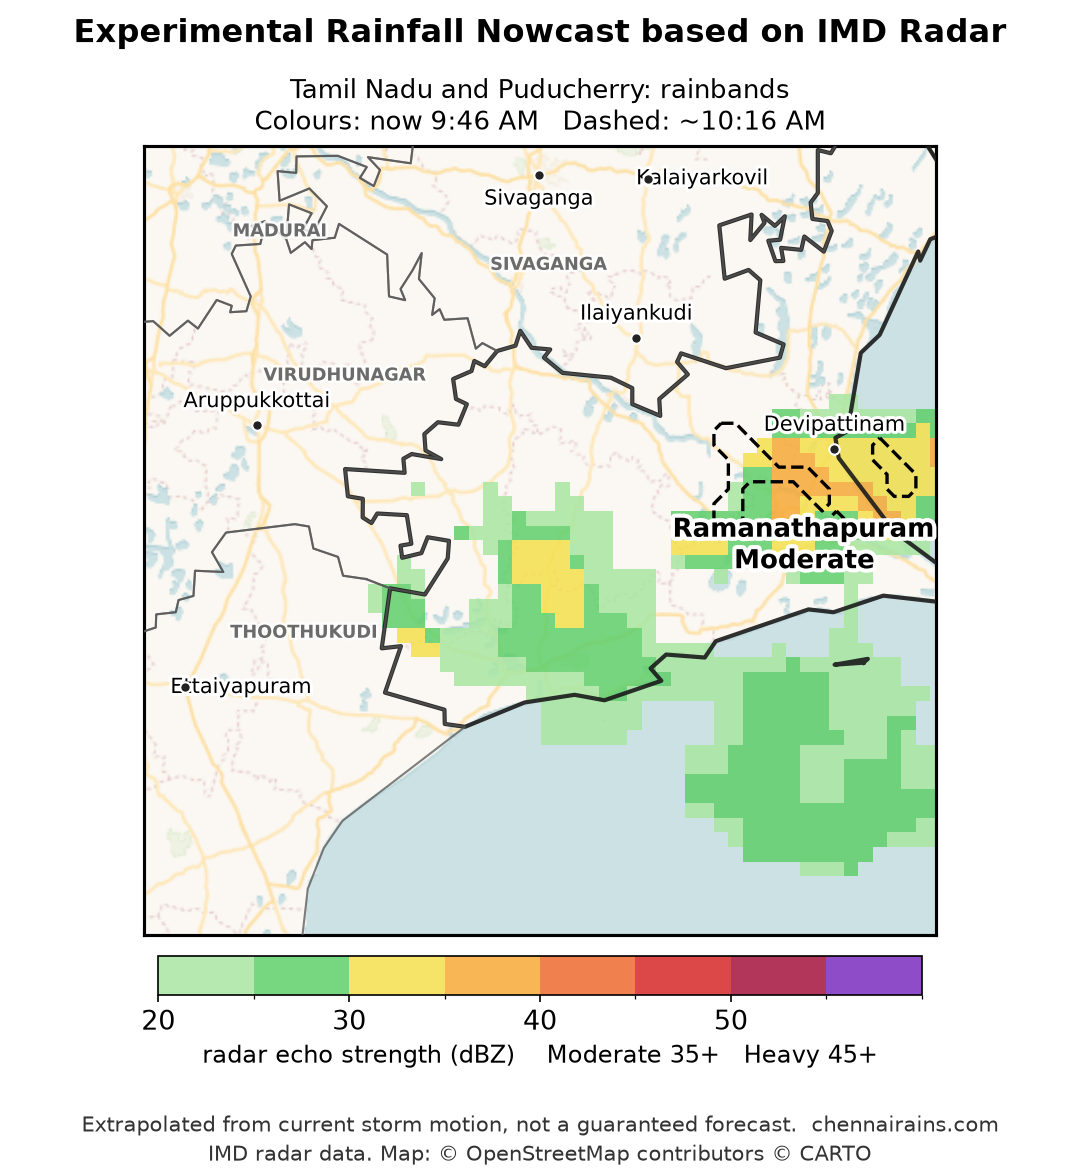 Experimental Rainfall Nowcast based on IMD Radar
Tamil Nadu and Puducherry: rainbands
Colours: now 9:46 AM   Dashed: ~10:16 AM
Sivaganga
Kalaiyarkovil
MADURAI
SIVAGANGA
Ilaiyankudi
VIRUDHUNAGAR
Aruppukkottai
Devipattinam
Ramanathapuram
Moderate
THOOTHUKUDI
Ettaiyapuram
20 30 40 50
radar echo strength (dBZ)    Moderate 35+   Heavy 45+
Extrapolated from current storm motion, not a guaranteed forecast.  chennairains.com
IMD radar data. Map: © OpenStreetMap contributors © CARTO